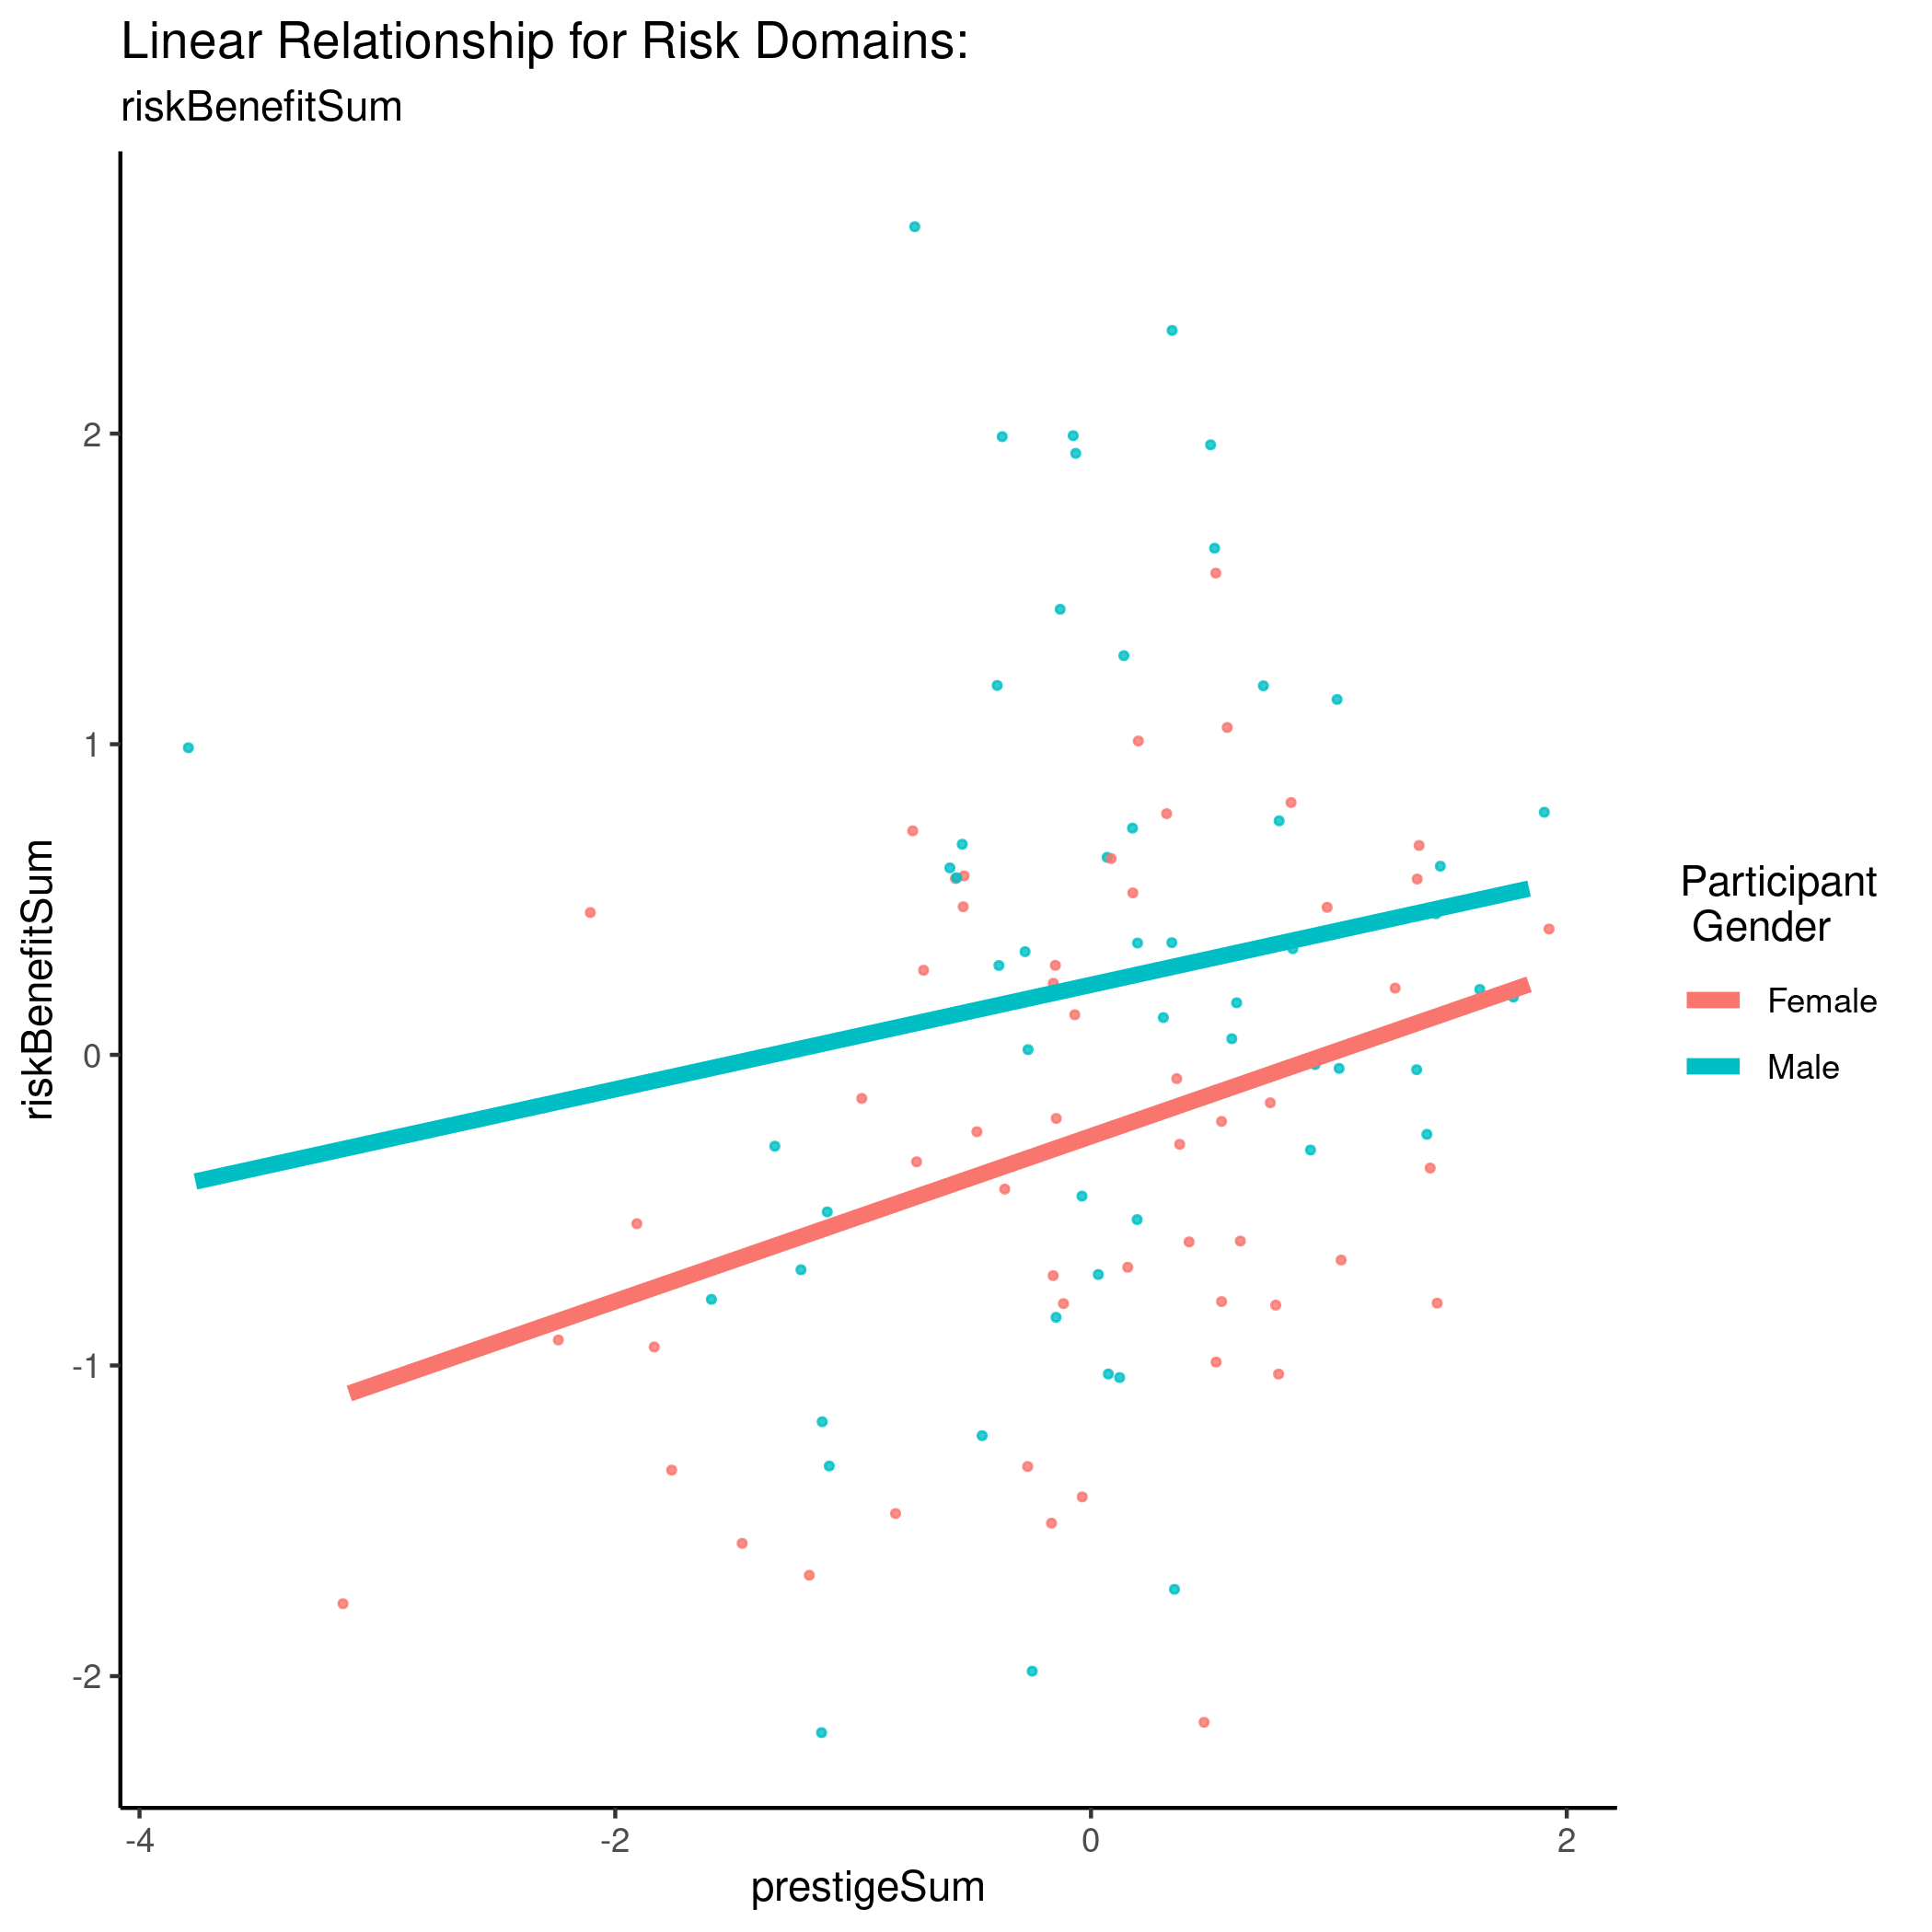 Linear Relationship for Risk Domains:
riskBenefitSum
riskBenefitSum
2
1
0
-1
-2
-4
-2
0
2
prestigeSum
Participant
Gender
Female
Male